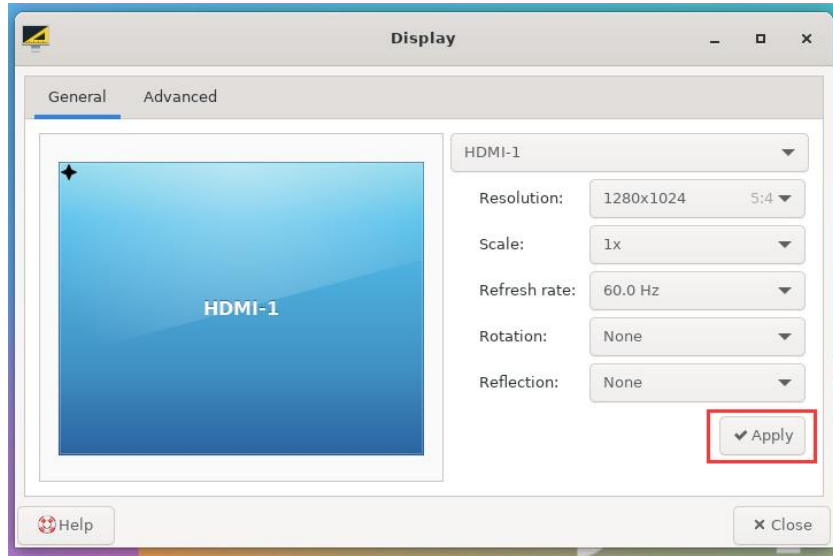 Display
General Advanced
HDMI-1
HDMI-1
Resolution: 1280x1024 5:4
Scale: 1x
Refresh rate: 60.0 Hz
Rotation: None
Reflection: None
Apply
Help Close